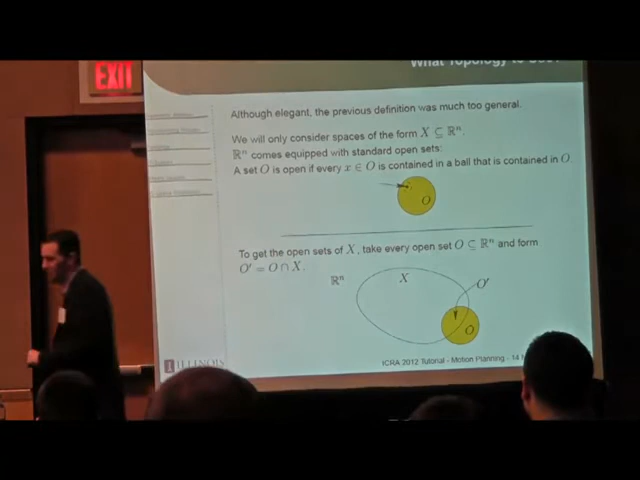 EXIT
What Topology to Use?
Although elegant, the previous definition was much too general.
We will only consider spaces of the form X ⊆ ℝⁿ.
ℝⁿ comes equipped with standard open sets:
A set O is open if every x ∈ O is contained in a ball that is contained in O.
O
To get the open sets of X, take every open set O ⊆ ℝⁿ and form
O′ = O ∩ X.
ℝⁿ
X
O′
O
I ILLINOIS
ICRA 2012 Tutorial - Motion Planning - 14 M